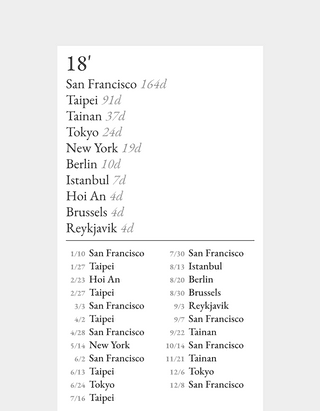 18'
San Francisco 164d
Taipei 91d
Tainan 37d
Tokyo 24d
New York 19d
Berlin 10d
Istanbul 7d
Hoi An 4d
Brussels 4d
Reykjavik 4d
1/10 San Francisco
1/27 Taipei
2/23 Hoi An
2/27 Taipei
3/3 San Francisco
4/2 Taipei
4/28 San Francisco
5/14 New York
6/2 San Francisco
6/13 Taipei
6/24 Tokyo
7/16 Taipei
7/30 San Francisco
8/13 Istanbul
8/20 Berlin
8/30 Brussels
9/3 Reykjavik
9/7 San Francisco
9/22 Tainan
10/14 San Francisco
11/21 Tainan
12/6 Tokyo
12/8 San Francisco